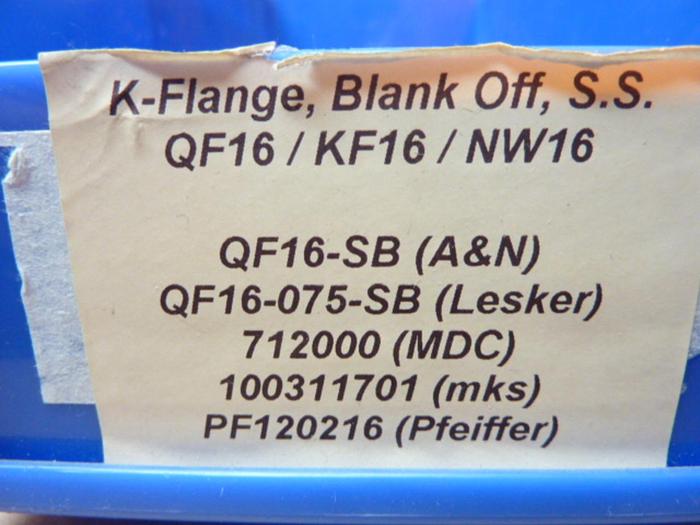 K-Flange, Blank Off, S.S.
QF16 / KF16 / NW16
QF16-SB (A&N)
QF16-075-SB (Lesker)
712000 (MDC)
100311701 (mks)
PF120216 (Pfeiffer)